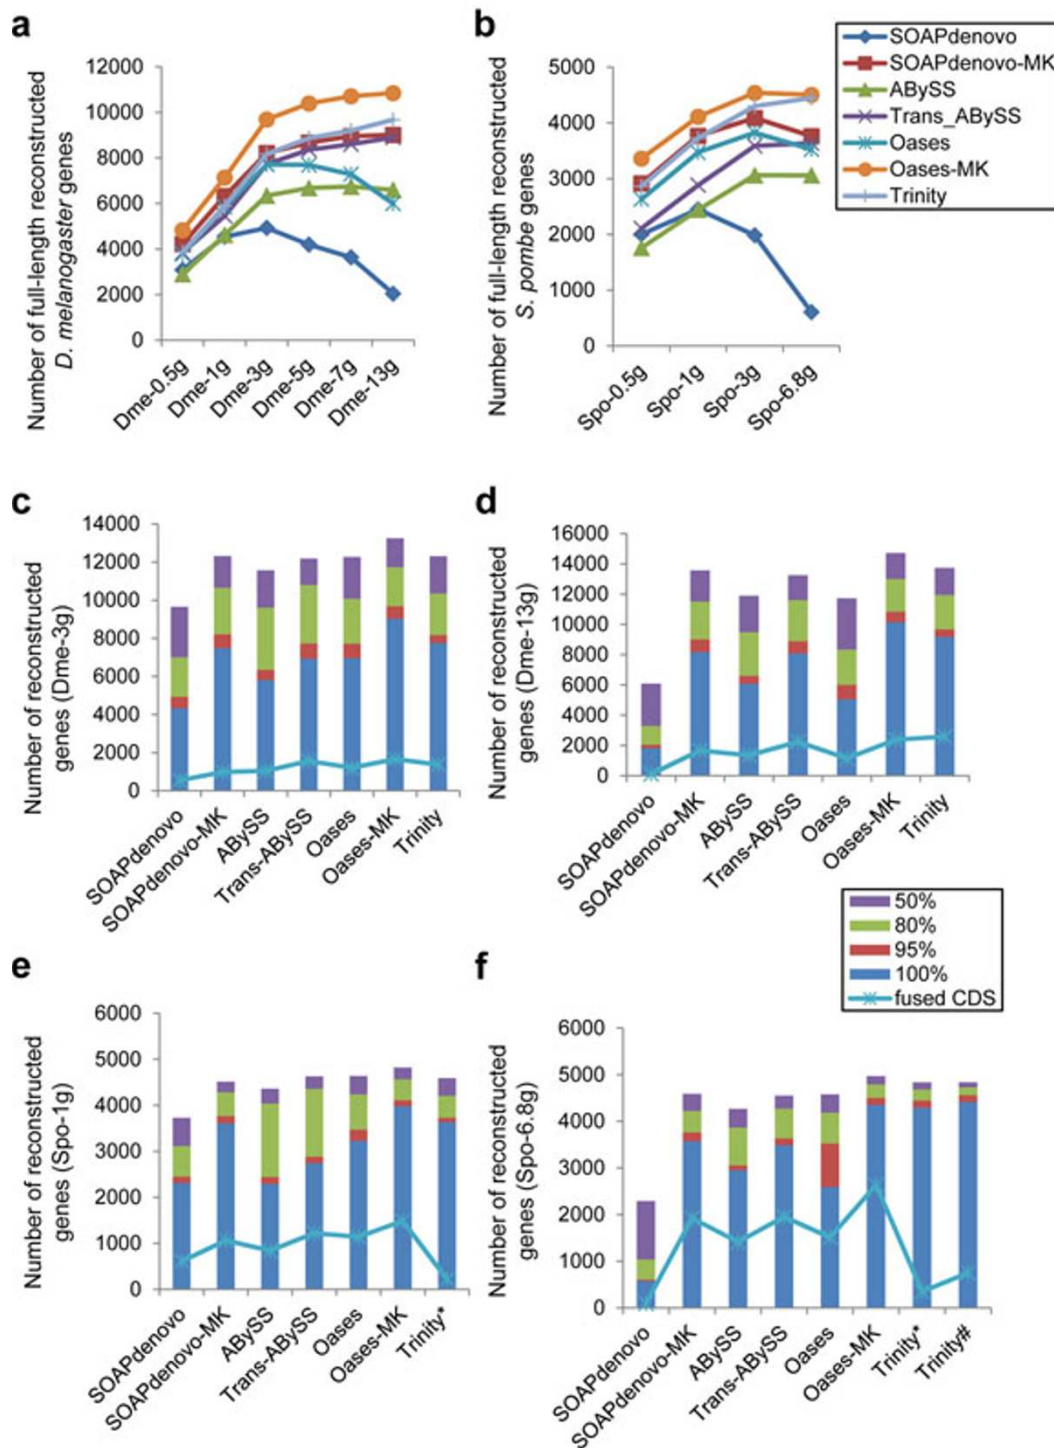 a
Number of full-length reconstructed
D. melanogaster genes
12000
10000
8000
6000
4000
2000
0
Dme-0.5g
Dme-1g
Dme-3g
Dme-5g
Dme-7g
Dme-13g
b
Number of full-length reconstructed
S. pombe genes
5000
4000
3000
2000
1000
0
Spo-0.5g
Spo-1g
Spo-3g
Spo-6.8g
SOAPdenovo
SOAPdenovo-MK
ABySS
Trans_ABySS
Oases
Oases-MK
Trinity
c
Number of reconstructed
genes (Dme-3g)
14000
12000
10000
8000
6000
4000
2000
0
SOAPdenovo
SOAPdenovo-MK
ABySS
Trans-ABySS
Oases
Oases-MK
Trinity
d
Number of reconstructed
genes (Dme-13g)
16000
14000
12000
10000
8000
6000
4000
2000
0
SOAPdenovo
SOAPdenovo-MK
ABySS
Trans-ABySS
Oases
Oases-MK
Trinity
50%
80%
95%
100%
fused CDS
e
Number of reconstructed
genes (Spo-1g)
6000
5000
4000
3000
2000
1000
0
SOAPdenovo
SOAPdenovo-MK
ABySS
Trans-ABySS
Oases
Oases-MK
Trinity*
f
Number of reconstructed
genes (Spo-6.8g)
6000
5000
4000
3000
2000
1000
0
SOAPdenovo
SOAPdenovo-MK
ABySS
Trans-ABySS
Oases
Oases-MK
Trinity*
Trinity#